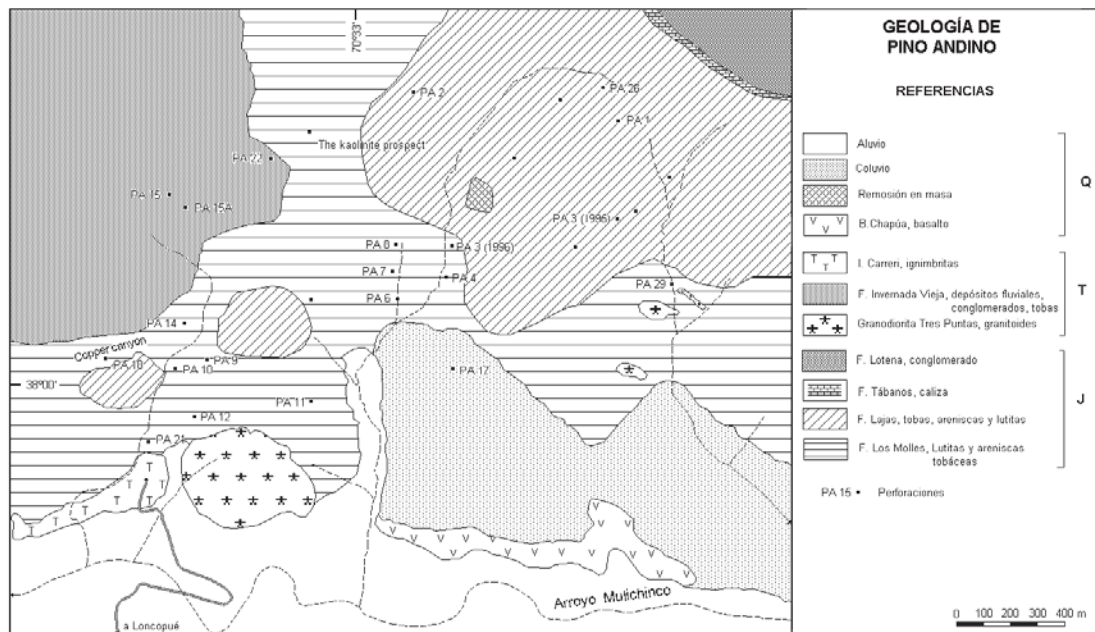 70º33'
PA 2
PA 26
PA 1
The kaolinite prospect
PA 22
PA 15
PA 15A
PA 3 (1995)
PA 8
PA 3 (1996)
PA 7
PA 4
PA 29
PA 6
PA 14
Copper canyon
PA 18
PA 9
PA 10
PA 17
38º00'
PA 11
PA 12
PA 21
Arroyo Mulichinco
a Loncopué
GEOLOGÍA DE
PINO ANDINO
REFERENCIAS
Aluvio
Coluvio
Remosión en masa
B.Chapúa, basalto
Q
I. Carreri, ignimbritas
F. Invernada Vieja, depósitos fluviales,
conglomerados, tobas
Granodiorita Tres Puntas, granitoides
T
F. Lotena, conglomerado
F. Tábanos, caliza
F. Lajas, tobas, areniscas y lutitas
F. Los Molles, Lutitas y areniscas
tobáceas
J
PA 15 Perforaciones
0 100 200 300 400 m